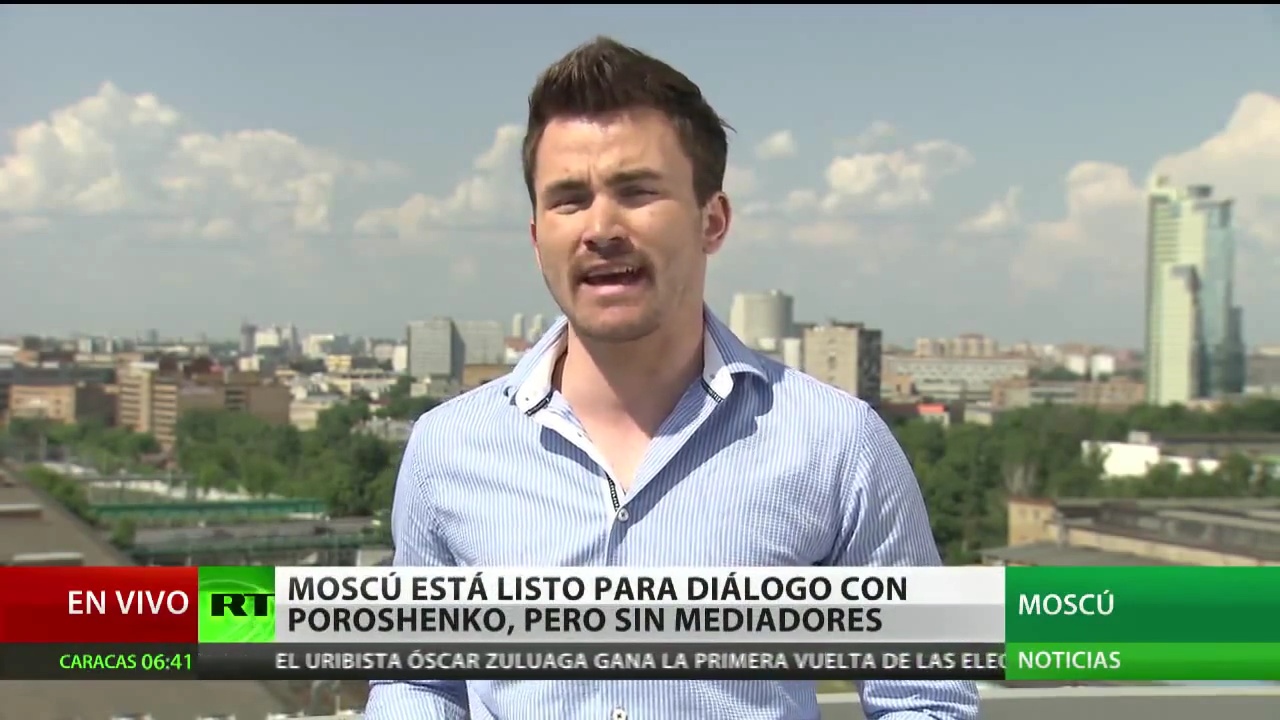 EN VIVO
RT
MOSCÚ ESTÁ LISTO PARA DIÁLOGO CON
POROSHENKO, PERO SIN MEDIADORES
MOSCÚ
CARACAS 06:41
EL URIBISTA ÓSCAR ZULUAGA GANA LA PRIMERA VUELTA DE LAS ELEC
NOTICIAS